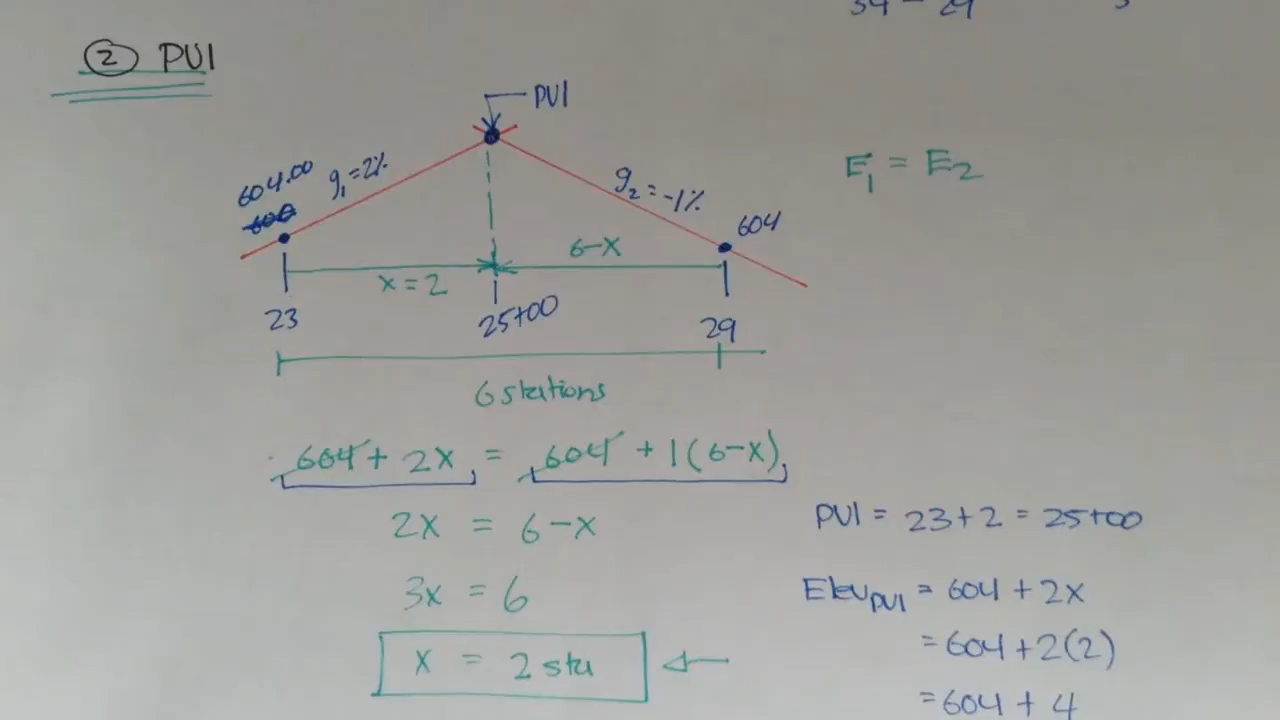 34 - 29
② PVI
PVI
604.00
g₁ = 2%
g₂ = -1%
E₁ = E₂
604
6-X
X = 2
23
25+00
29
6 stations
604 + 2X = 604 + 1(6-X)
2X = 6-X
3X = 6
X = 2 sta
PVI = 23+2 = 25+00
Elev PVI = 604 + 2X
= 604 + 2(2)
= 604 + 4